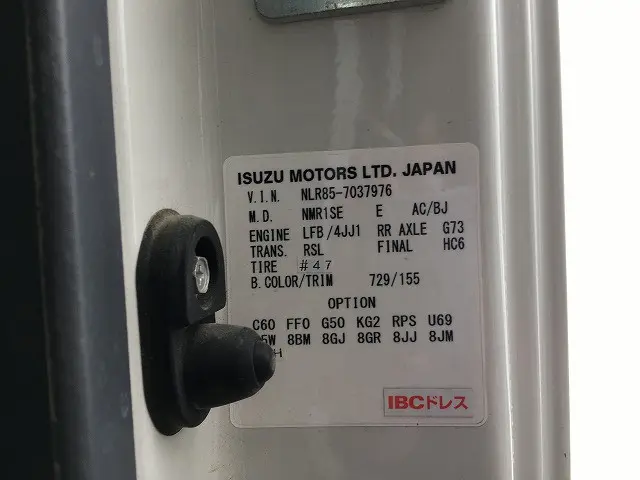 ISUZU MOTORS LTD. JAPAN
V.I.N. NLR85-7037976
M.D. NMR1SE E AC/BJ
ENGINE LFB/4JJ1 RR AXLE G73
TRANS. RSL FINAL HC6
TIRE #47
B.COLOR/TRIM 729/155
OPTION
C60 FF0 G50 KG2 RPS U69
8BM 8GJ 8GR 8JJ 8JM
IBCドレス